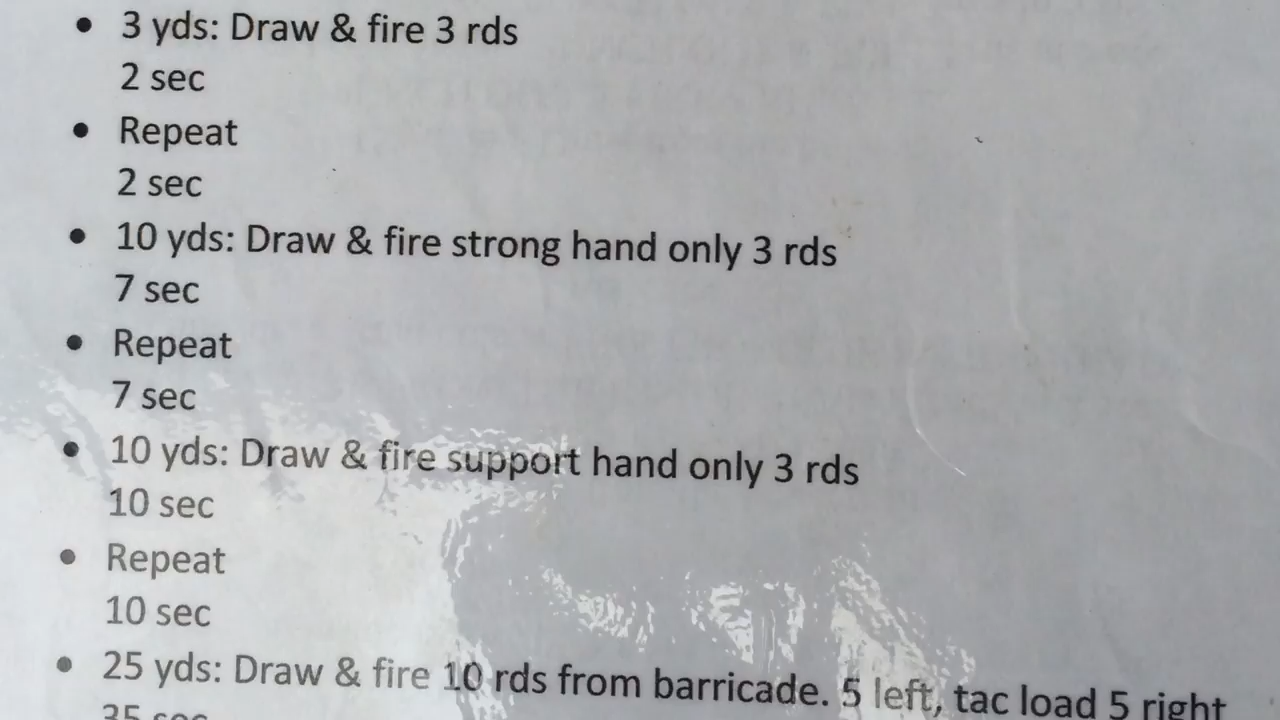 • 3 yds: Draw & fire 3 rds
2 sec
• Repeat
2 sec
• 10 yds: Draw & fire strong hand only 3 rds
7 sec
• Repeat
7 sec
• 10 yds: Draw & fire support hand only 3 rds
10 sec
• Repeat
10 sec
• 25 yds: Draw & fire 10 rds from barricade. 5 left, tac load 5 right
35 sec